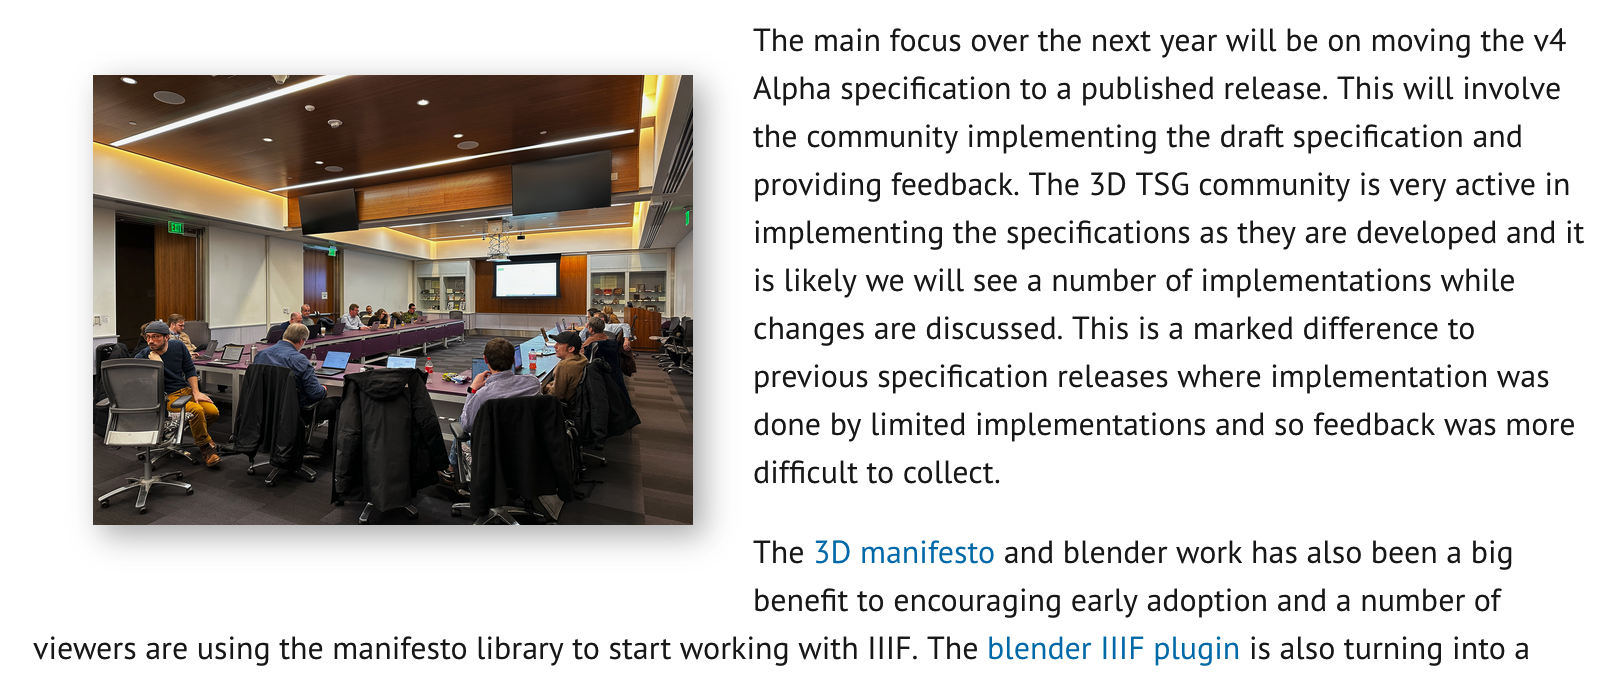 The main focus over the next year will be on moving the v4
Alpha specification to a published release. This will involve
the community implementing the draft specification and
providing feedback. The 3D TSG community is very active in
implementing the specifications as they are developed and it
is likely we will see a number of implementations while
changes are discussed. This is a marked difference to
previous specification releases where implementation was
done by limited implementations and so feedback was more
difficult to collect.
The 3D manifesto and blender work has also been a big
benefit to encouraging early adoption and a number of
viewers are using the manifesto library to start working with IIIF. The blender IIIF plugin is also turning into a
EXIT